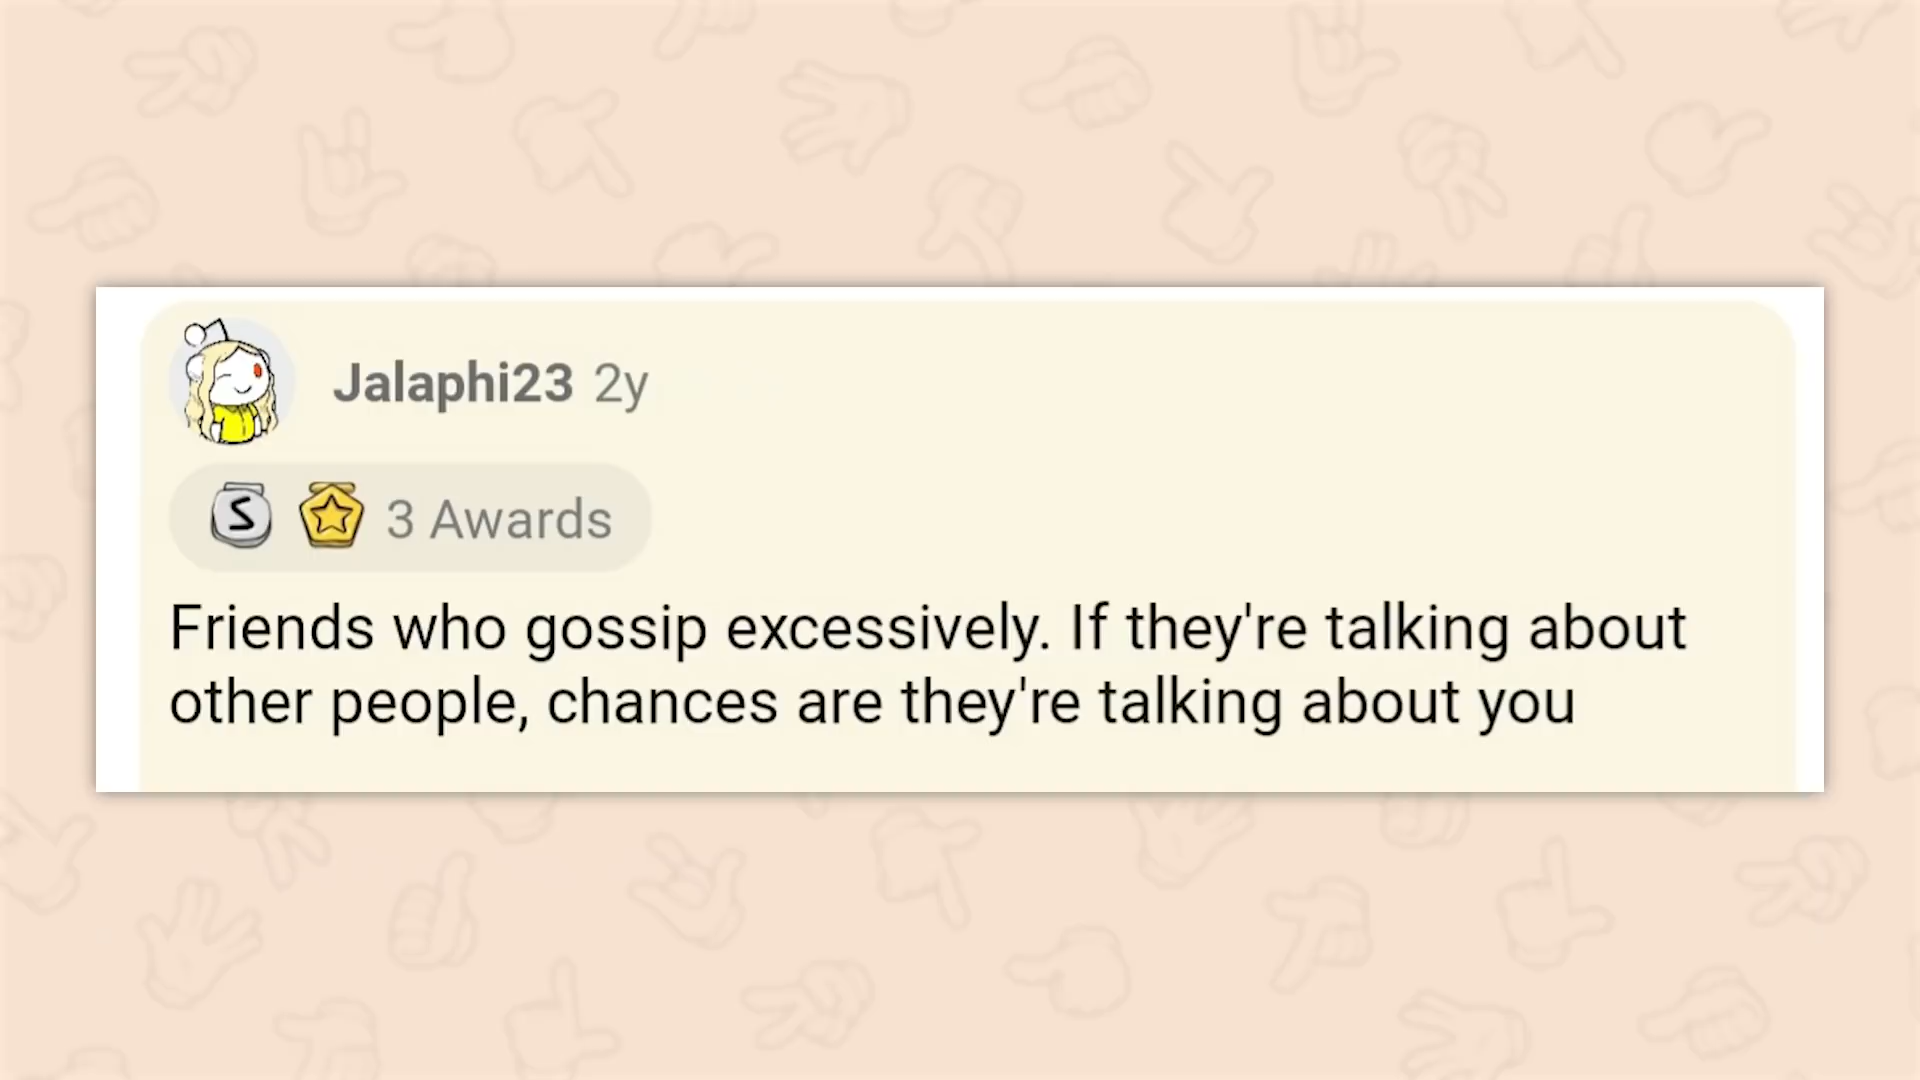 Jalaphi23 2y
S 3 Awards
Friends who gossip excessively. If they're talking about
other people, chances are they're talking about you